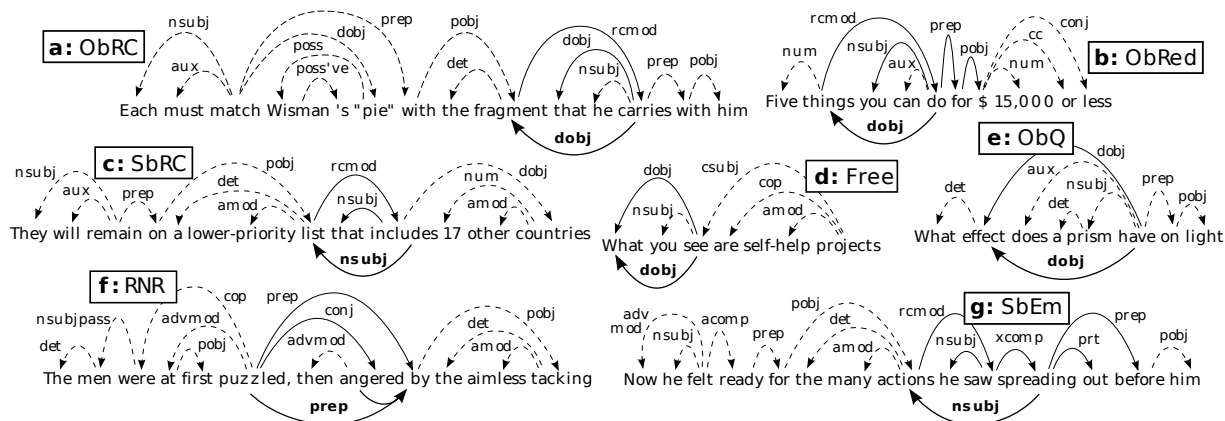 nsubj prep pobj rcmod rcmod prep conj
a: ObRC poss dobj dobj nsubj pobj cc b: ObRed
aux poss've det nsubj prep pobj num aux num
Each must match Wisman 's "pie" with the fragment that he carries with him
Five things you can do for $ 15,000 or less
dobj
dobj
c: SbRC
nsubj aux prep det amod pobj rcmod nsubj num amod dobj
They will remain on a lower-priority list that includes 17 other countries
nsubj
d: Free
dobj nsubj csubj cop amod
What you see are self-help projects
dobj
e: ObQ
det aux dobj nsubj det prep pobj
What effect does a prism have on light
dobj
f: RNR
nsubjpass det cop advmod pobj prep conj advmod det amod pobj
The men were at first puzzled, then angered by the aimless tacking
prep
g: SbEm
adv mod nsubj acomp prep pobj det amod rcmod nsubj xcomp prt prep pobj
Now he felt ready for the many actions he saw spreading out before him
nsubj